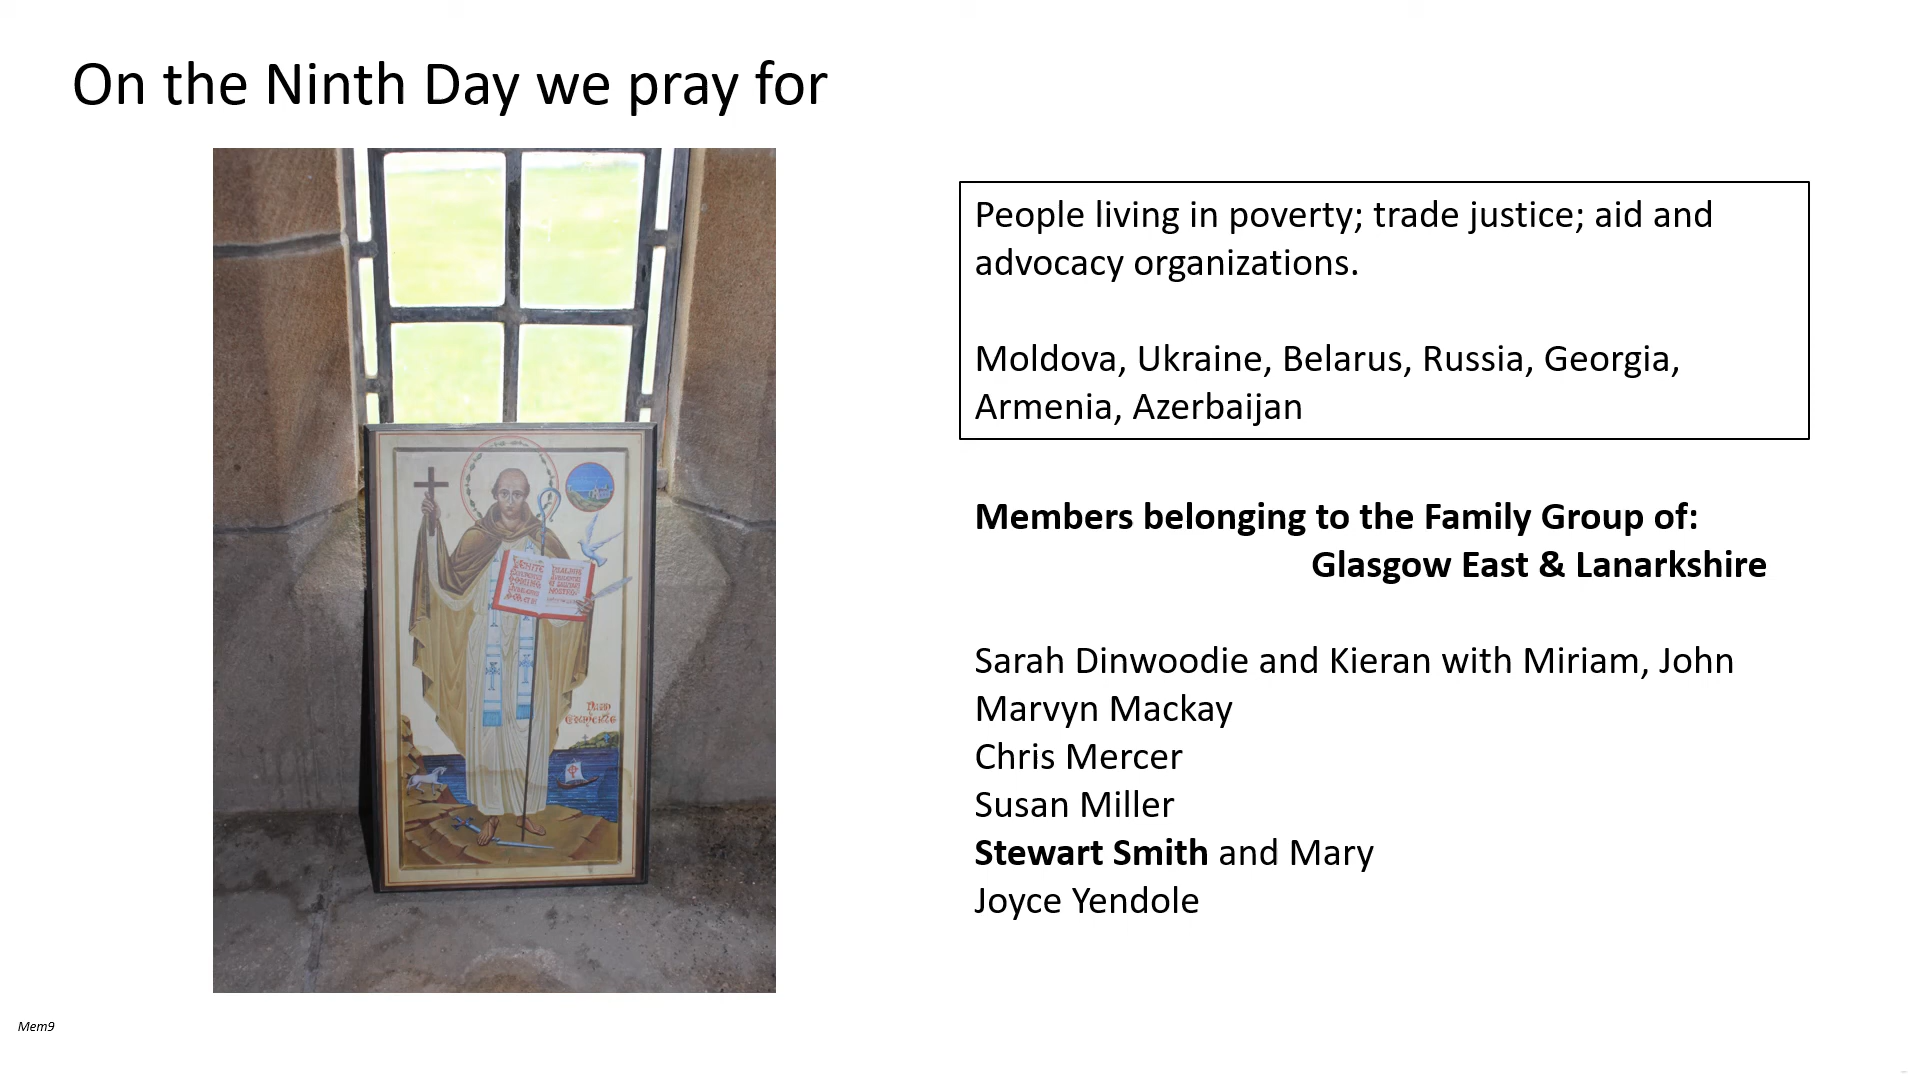 On the Ninth Day we pray for
People living in poverty; trade justice; aid and
advocacy organizations.
Moldova, Ukraine, Belarus, Russia, Georgia,
Armenia, Azerbaijan
Members belonging to the Family Group of:
Glasgow East & Lanarkshire
Sarah Dinwoodie and Kieran with Miriam, John
Marvyn Mackay
Chris Mercer
Susan Miller
Stewart Smith and Mary
Joyce Yendole
Mem9